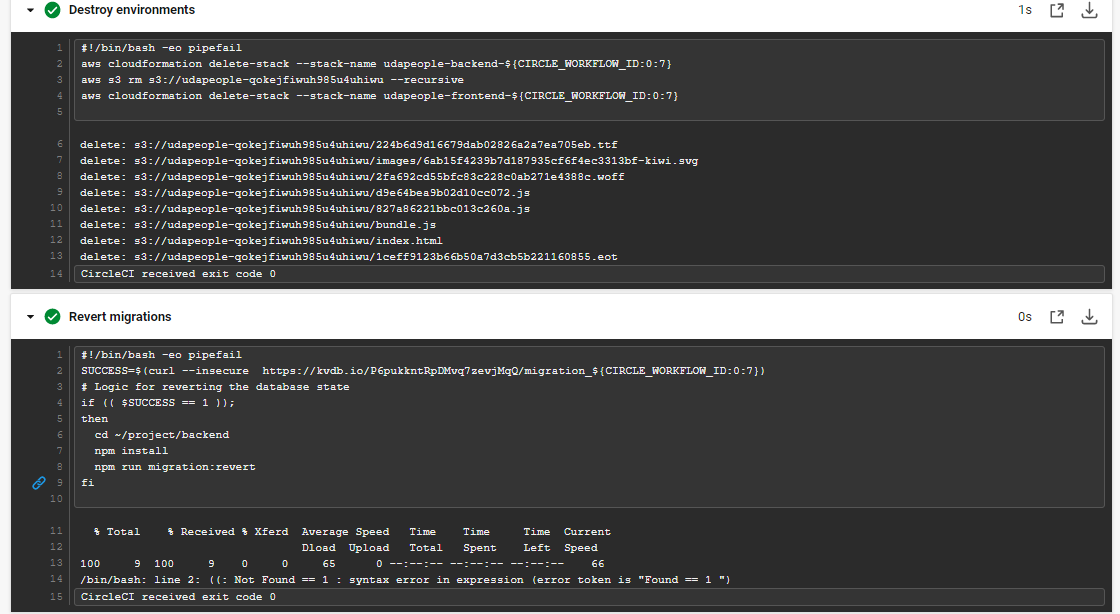 Destroy environments 1s
1 #!/bin/bash -eo pipefail
2 aws cloudformation delete-stack --stack-name udapeople-backend-${CIRCLE_WORKFLOW_ID:0:7}
3 aws s3 rm s3://udapeople-qokejfiwuh985u4uhiwu --recursive
4 aws cloudformation delete-stack --stack-name udapeople-frontend-${CIRCLE_WORKFLOW_ID:0:7}
5
6 delete: s3://udapeople-qokejfiwuh985u4uhiwu/224b6d9d16679dab02826a2a7ea705eb.ttf
7 delete: s3://udapeople-qokejfiwuh985u4uhiwu/images/6ab15f4239b7d187935cf6f4ec3313bf-kiwi.svg
8 delete: s3://udapeople-qokejfiwuh985u4uhiwu/2fa692cd55bfc83c228c0ab271e4388c.woff
9 delete: s3://udapeople-qokejfiwuh985u4uhiwu/d9e64bea9b02d10cc072.js
10 delete: s3://udapeople-qokejfiwuh985u4uhiwu/827a86221bbc013c260a.js
11 delete: s3://udapeople-qokejfiwuh985u4uhiwu/bundle.js
12 delete: s3://udapeople-qokejfiwuh985u4uhiwu/index.html
13 delete: s3://udapeople-qokejfiwuh985u4uhiwu/1ceff9123b66b50a7d3cb5b221160855.eot
14 CircleCI received exit code 0
Revert migrations 0s
1 #!/bin/bash -eo pipefail
2 SUCCESS=$(curl --insecure  https://kvdb.io/P6pukkntRpDMvq7zevjMqQ/migration_${CIRCLE_WORKFLOW_ID:0:7})
3 # Logic for reverting the database state
4 if (( $SUCCESS == 1 ));
5 then
6   cd ~/project/backend
7   npm install
8   npm run migration:revert
9 fi
10
11   % Total    % Received % Xferd  Average Speed   Time    Time     Time  Current
12                                  Dload  Upload   Total   Spent    Left  Speed
13 100     9  100     9    0     0     65      0 --:--:-- --:--:-- --:--:--    66
14 /bin/bash: line 2: ((: Not Found == 1 : syntax error in expression (error token is "Found == 1 ")
15 CircleCI received exit code 0